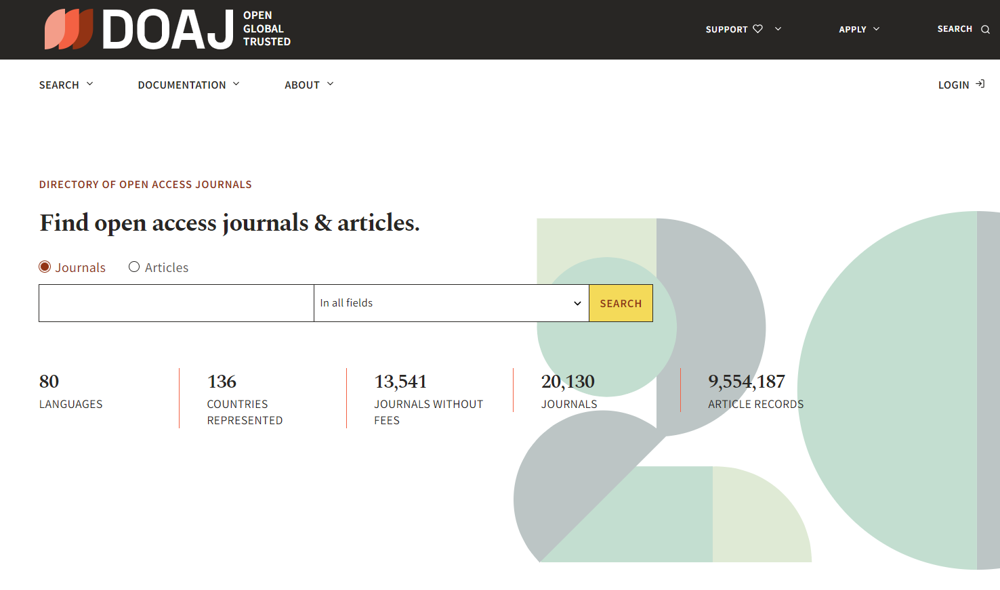 DOAJ
OPEN
GLOBAL
TRUSTED
SUPPORT
APPLY
SEARCH
SEARCH
DOCUMENTATION
ABOUT
LOGIN
DIRECTORY OF OPEN ACCESS JOURNALS
Find open access journals & articles.
Journals
Articles
In all fields
SEARCH
80
LANGUAGES
136
COUNTRIES
REPRESENTED
13,541
JOURNALS WITHOUT
FEES
20,130
JOURNALS
9,554,187
ARTICLE RECORDS